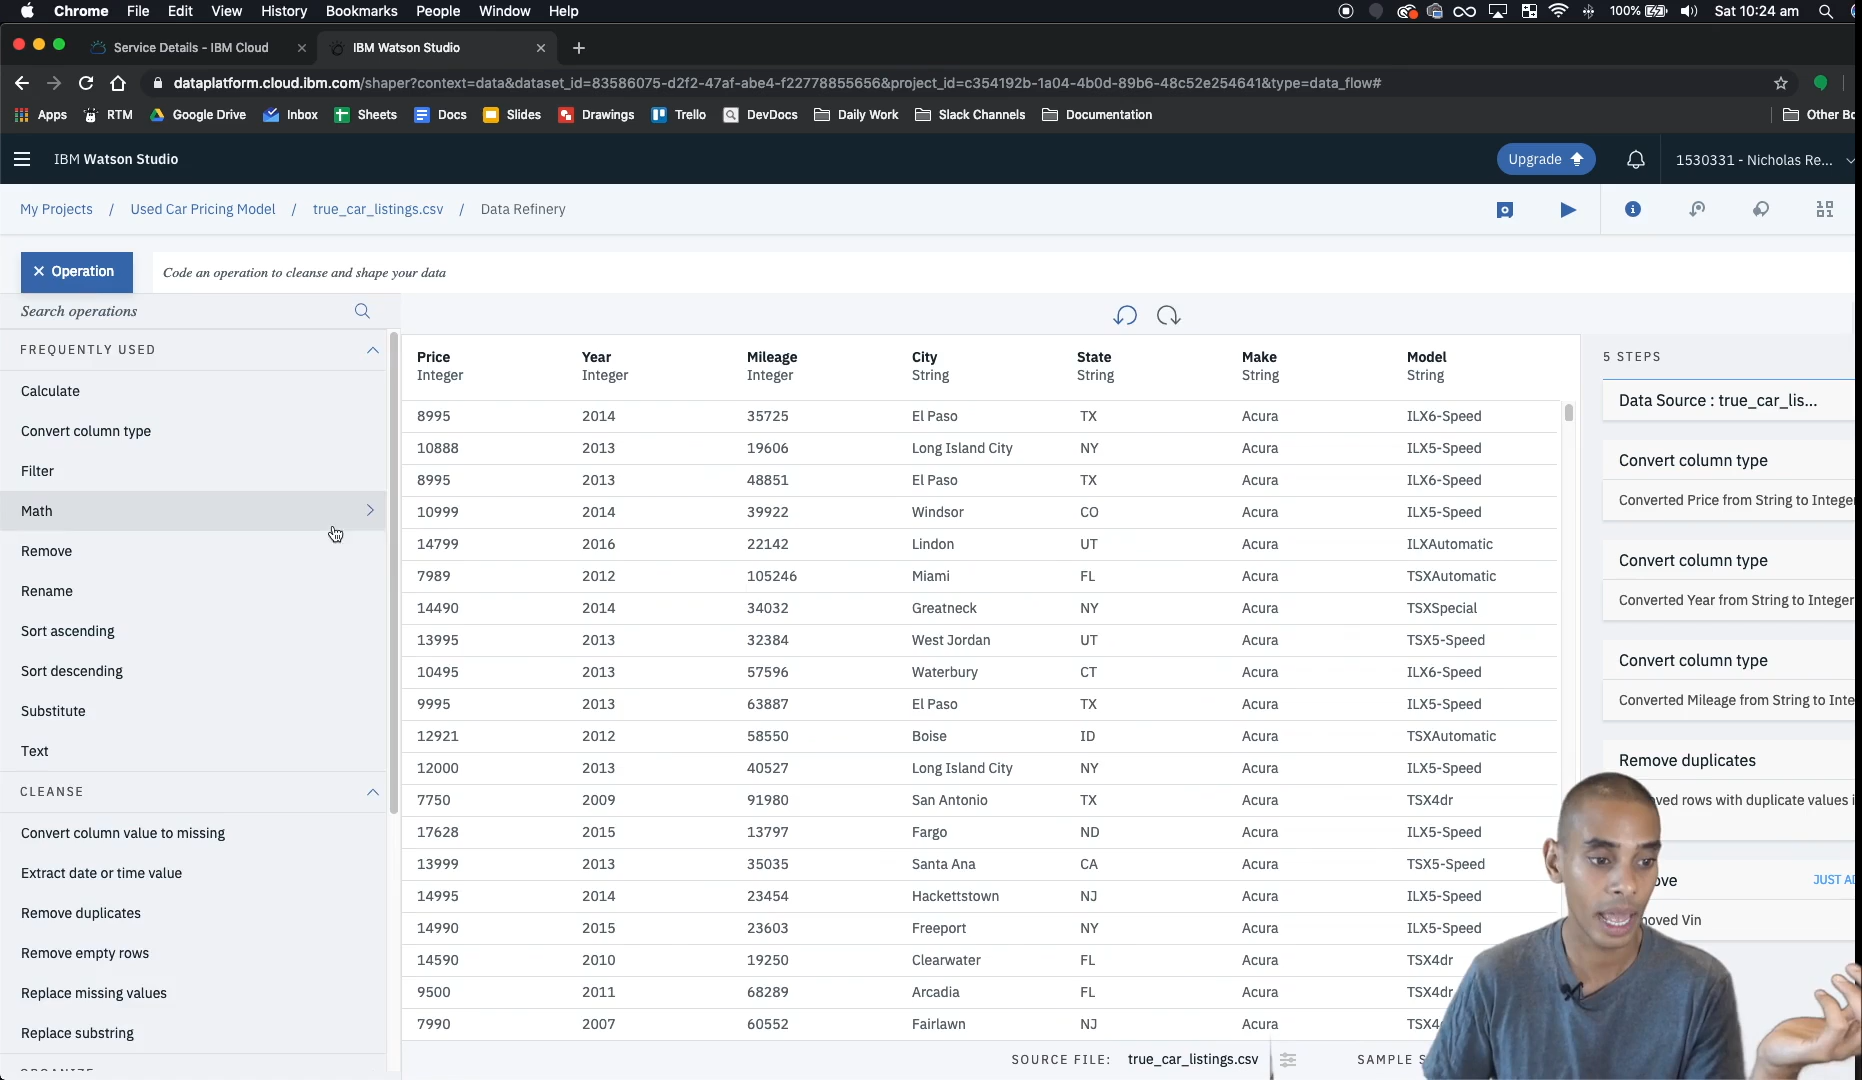 Chrome File Edit View History Bookmarks People Window Help 100% Sat 10:24 am
Service Details - IBM Cloud IBM Watson Studio
dataplatform.cloud.ibm.com/shaper?context=data&dataset_id=83586075-d2f2-47af-abe4-f22778855656&project_id=c354192b-1a04-4b0d-89b6-48c52e254641&type=data_flow#
Apps RTM Google Drive Inbox Sheets Docs Slides Drawings Trello DevDocs Daily Work Slack Channels Documentation Other Bo
IBM Watson Studio Upgrade 1530331 - Nicholas Re...
My Projects / Used Car Pricing Model / true_car_listings.csv / Data Refinery
Operation Code an operation to cleanse and shape your data
Search operations
FREQUENTLY USED
Calculate
Convert column type
Filter
Math
Remove
Rename
Sort ascending
Sort descending
Substitute
Text
CLEANSE
Convert column value to missing
Extract date or time value
Remove duplicates
Remove empty rows
Replace missing values
Replace substring
Price Year Mileage City State Make Model
Integer Integer Integer String String String String
8995 2014 35725 El Paso TX Acura ILX6-Speed
10888 2013 19606 Long Island City NY Acura ILX5-Speed
8995 2013 48851 El Paso TX Acura ILX6-Speed
10999 2014 39922 Windsor CO Acura ILX5-Speed
14799 2016 22142 Lindon UT Acura ILXAutomatic
7989 2012 105246 Miami FL Acura TSXAutomatic
14490 2014 34032 Greatneck NY Acura TSXSpecial
13995 2013 32384 West Jordan UT Acura TSX5-Speed
10495 2013 57596 Waterbury CT Acura ILX6-Speed
9995 2013 63887 El Paso TX Acura ILX5-Speed
12921 2012 58550 Boise ID Acura TSXAutomatic
12000 2013 40527 Long Island City NY Acura ILX5-Speed
7750 2009 91980 San Antonio TX Acura TSX4dr
17628 2015 13797 Fargo ND Acura ILX5-Speed
13999 2013 35035 Santa Ana CA Acura TSX5-Speed
14995 2014 23454 Hackettstown NJ Acura ILX5-Speed
14990 2015 23603 Freeport NY Acura ILX5-Speed
14590 2010 19250 Clearwater FL Acura TSX4dr
9500 2011 68289 Arcadia FL Acura TSX4dr
7990 2007 60552 Fairlawn NJ Acura TSX4
SOURCE FILE: true_car_listings.csv SAMPLE S
5 STEPS
Data Source : true_car_lis...
Convert column type
Converted Price from String to Intege
Convert column type
Converted Year from String to Integer
Convert column type
Converted Mileage from String to Inte
Remove duplicates
ved rows with duplicate values i
ove JUST AD
noved Vin